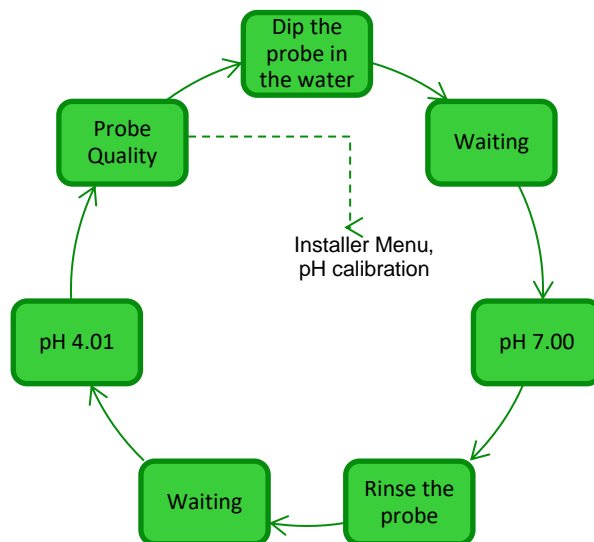 Dip the
probe in
the water
Waiting
pH 7.00
Rinse the
probe
Waiting
pH 4.01
Probe
Quality
Installer Menu,
pH calibration